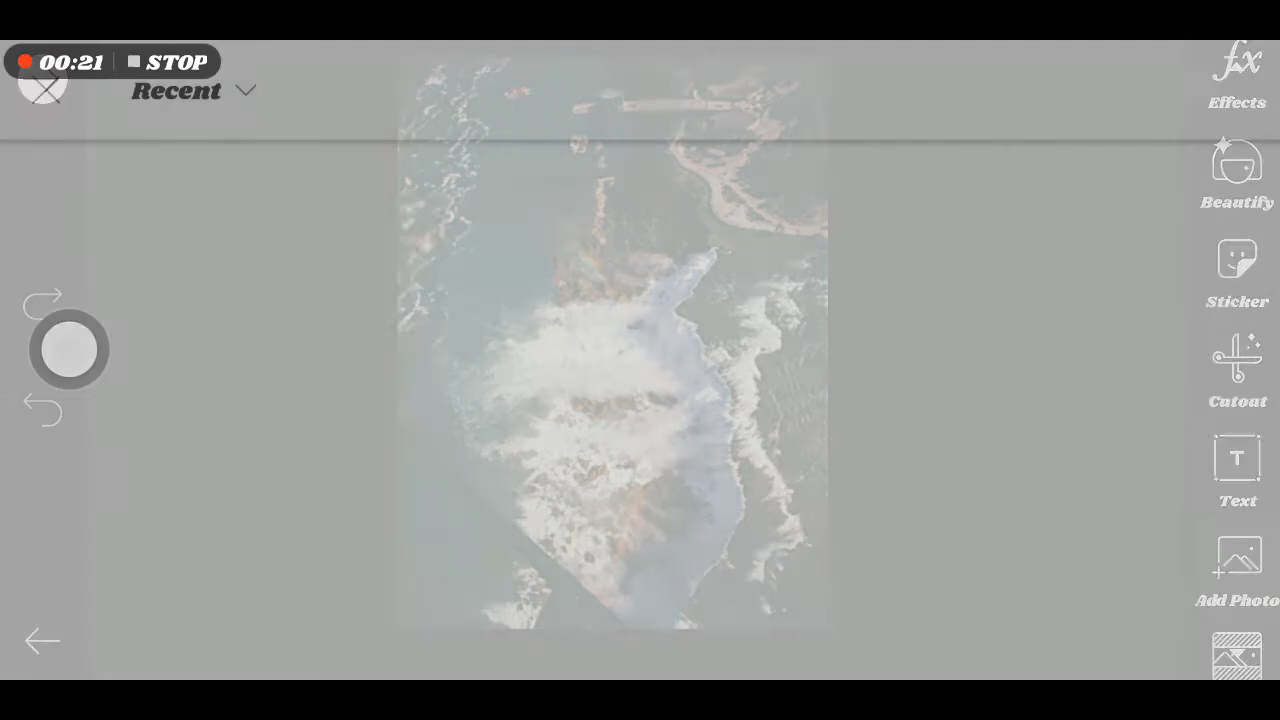 00:21 STOP
Recent
Effects
Beautify
Sticker
Cutout
T
Text
Add Photo